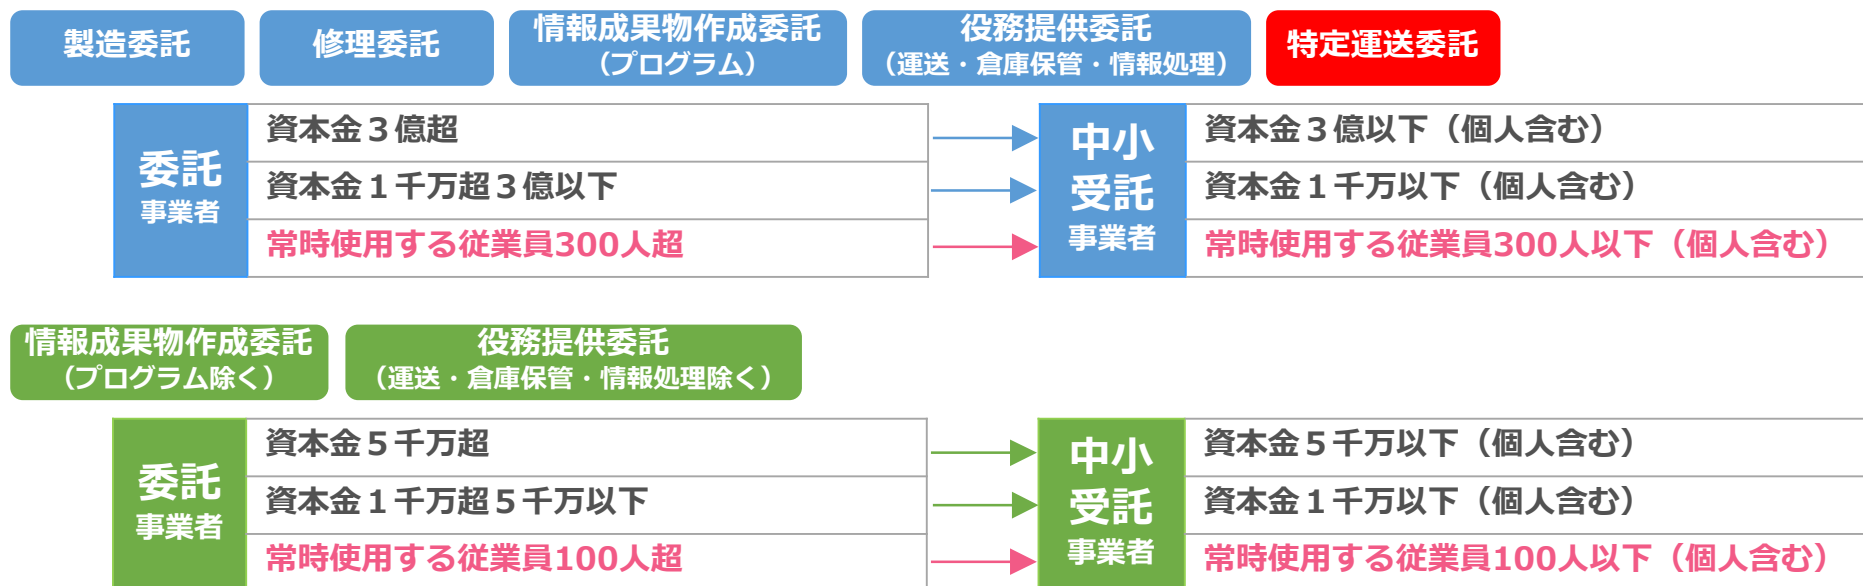 製造委託
修理委託
情報成果物作成委託
（プログラム）
役務提供委託
（運送・倉庫保管・情報処理）
特定運送委託
委託
事業者
資本金３億超
資本金１千万超３億以下
常時使用する従業員300人超
中小
受託
事業者
資本金３億以下（個人含む）
資本金１千万以下（個人含む）
常時使用する従業員300人以下（個人含む）
情報成果物作成委託
（プログラム除く）
役務提供委託
（運送・倉庫保管・情報処理除く）
委託
事業者
資本金５千万超
資本金１千万超５千万以下
常時使用する従業員100人超
中小
受託
事業者
資本金５千万以下（個人含む）
資本金１千万以下（個人含む）
常時使用する従業員100人以下（個人含む）